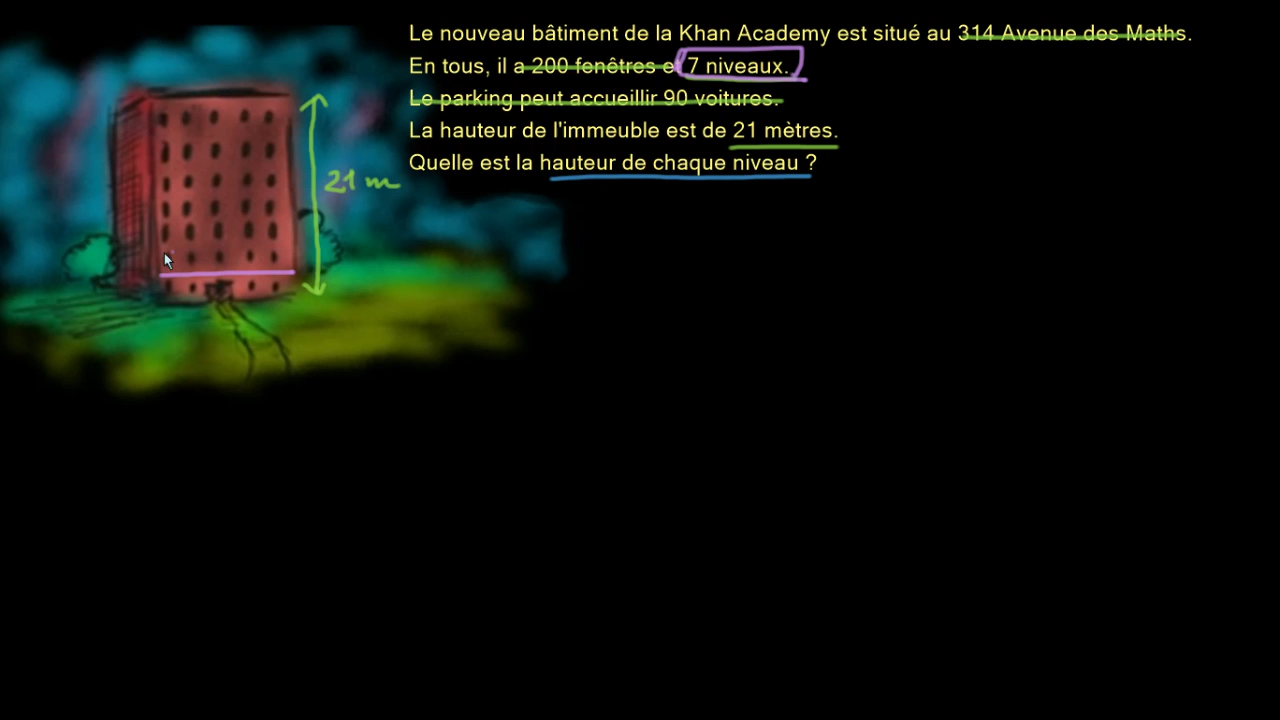 Le nouveau bâtiment de la Khan Academy est situé au 314 Avenue des Maths.
En tous, il a 200 fenêtres et 7 niveaux.
Le parking peut accueillir 90 voitures.
La hauteur de l'immeuble est de 21 mètres.
Quelle est la hauteur de chaque niveau ?
21 m